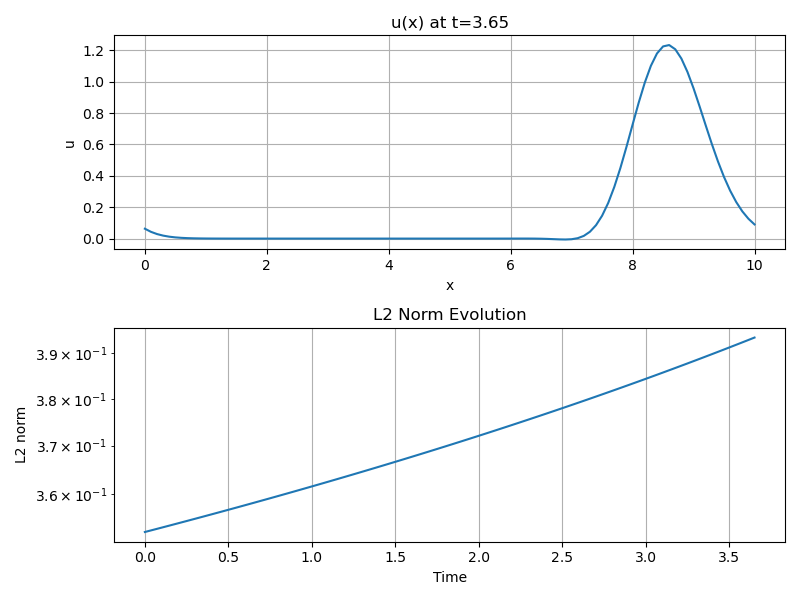 u(x) at t=3.65
1.2
1.0
0.8
0.6
0.4
0.2
0.0
u
0 2 4 6 8 10
x
L2 Norm Evolution
3.9 × 10⁻¹
3.8 × 10⁻¹
3.7 × 10⁻¹
3.6 × 10⁻¹
L2 norm
0.0 0.5 1.0 1.5 2.0 2.5 3.0 3.5
Time